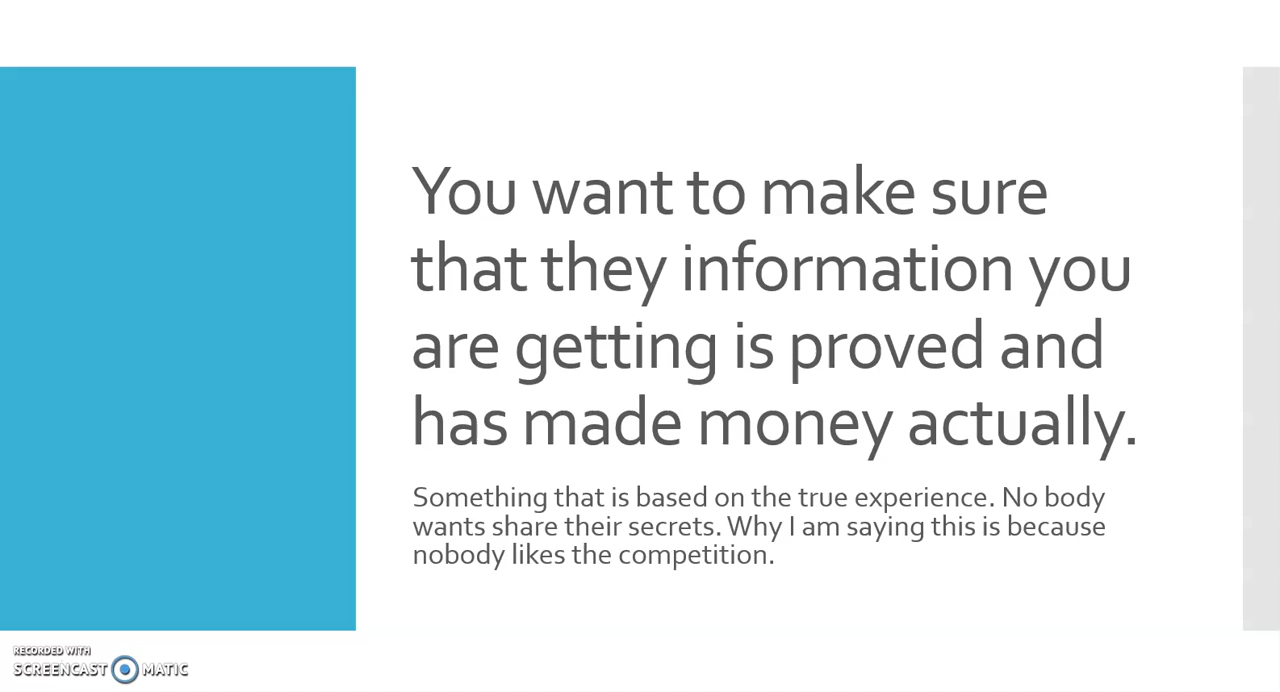 You want to make sure
that they information you
are getting is proved and
has made money actually.
Something that is based on the true experience. No body
wants share their secrets. Why I am saying this is because
nobody likes the competition.
RECORDED WITH
SCREENCAST MATIC